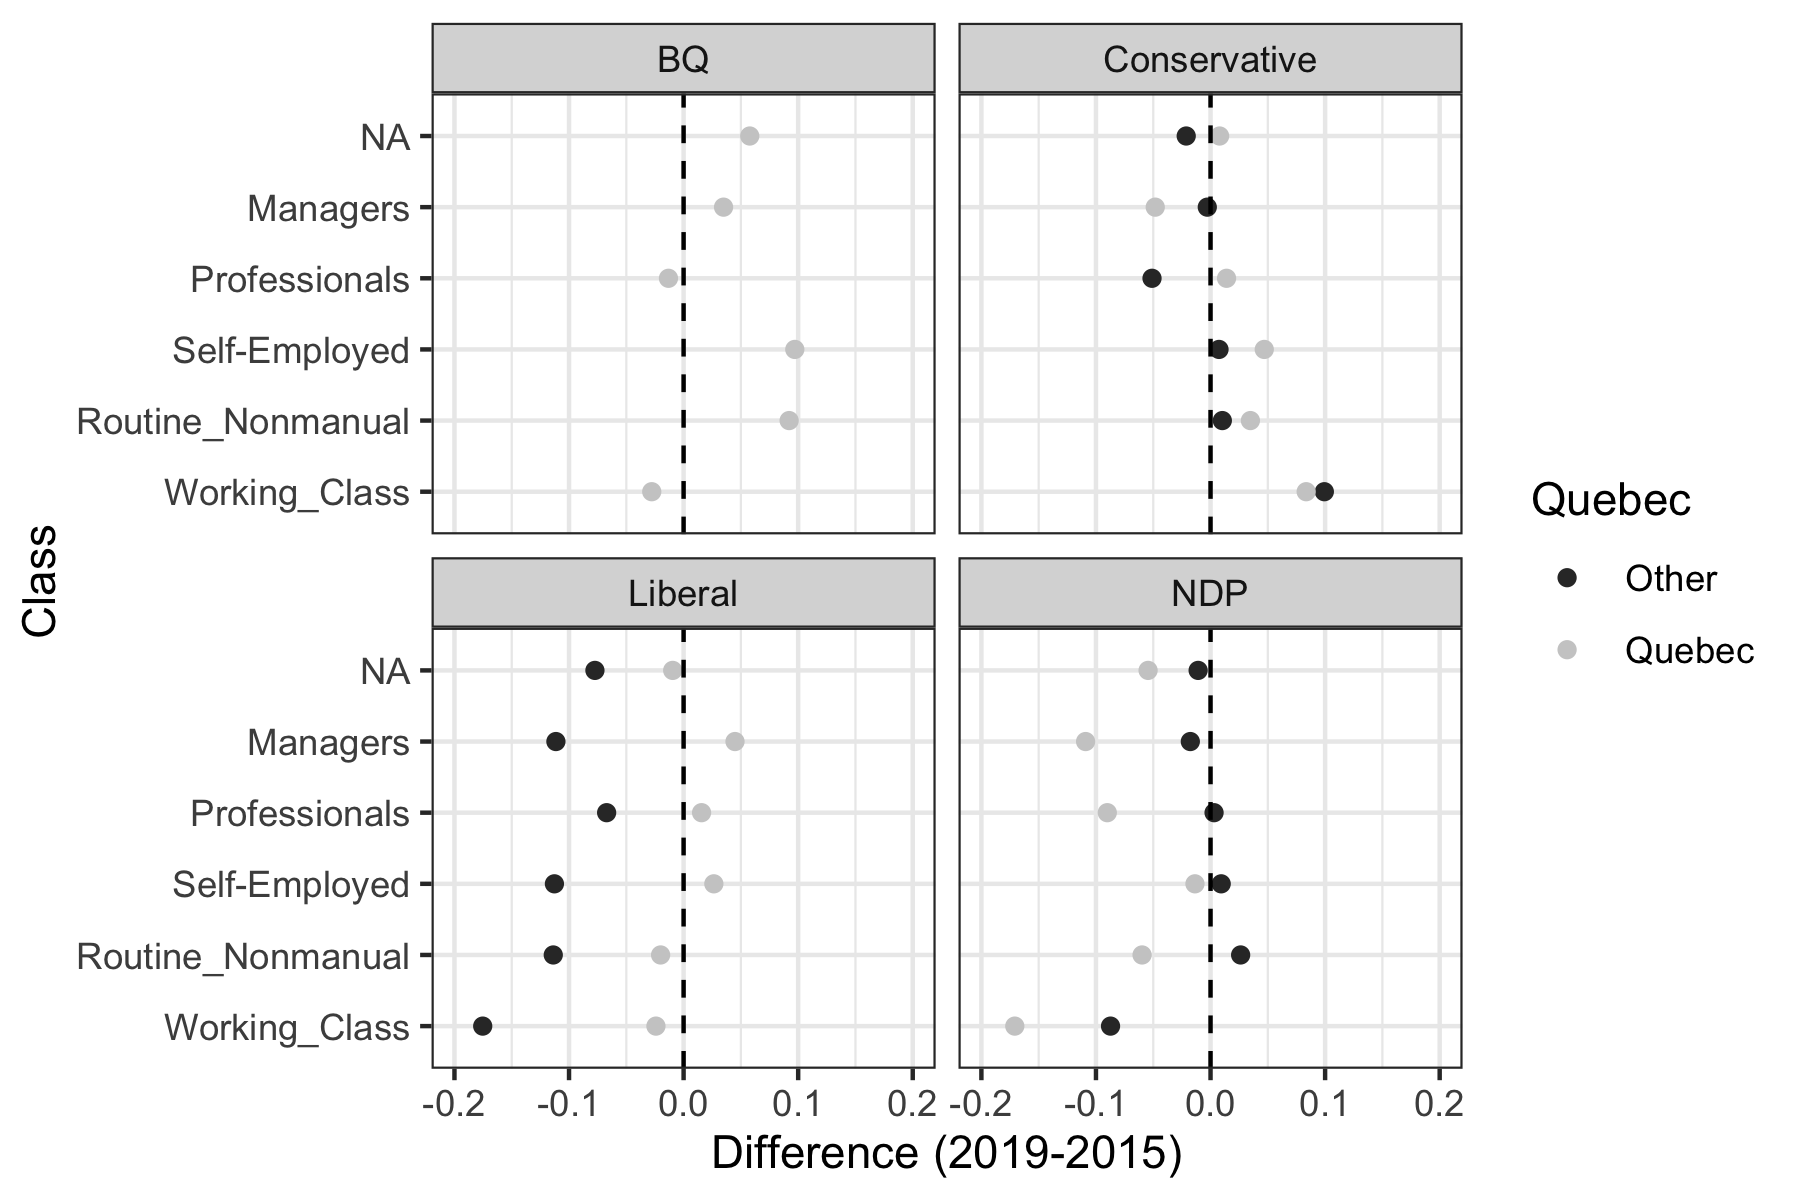 BQ
Conservative
NA
Managers
Professionals
Self-Employed
Routine_Nonmanual
Working_Class
Class
Liberal
NDP
NA
Managers
Professionals
Self-Employed
Routine_Nonmanual
Working_Class
-0.2 -0.1 0.0 0.1 0.2 -0.2 -0.1 0.0 0.1 0.2
Difference (2019-2015)
Quebec
Other
Quebec